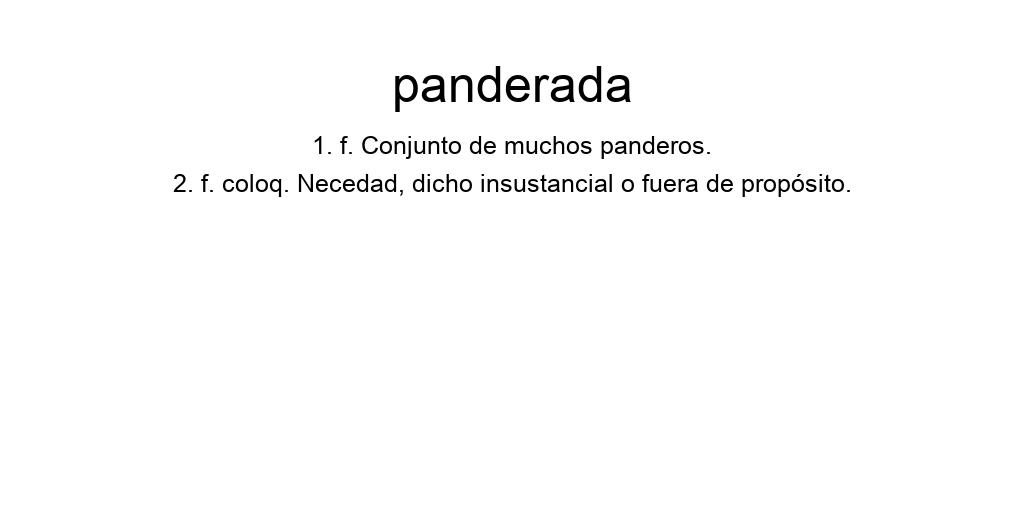 panderada
1. f. Conjunto de muchos panderos.
2. f. coloq. Necedad, dicho insustancial o fuera de propósito.